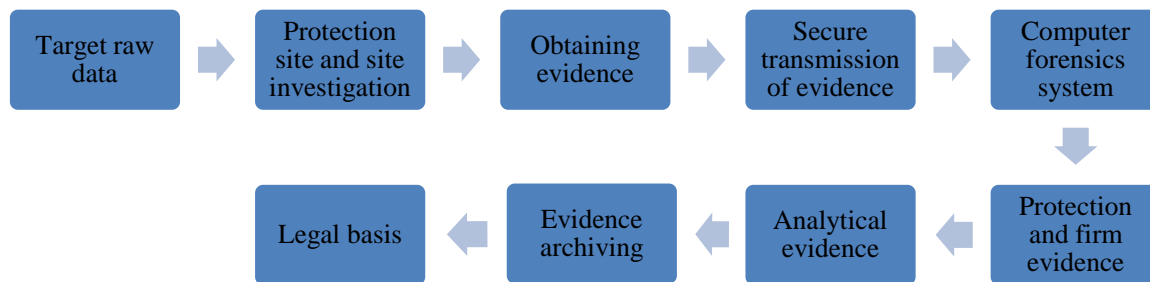 Target raw
data
Protection
site and site
investigation
Obtaining
evidence
Secure
transmission
of evidence
Computer
forensics
system
Protection
and firm
evidence
Analytical
evidence
Evidence
archiving
Legal basis